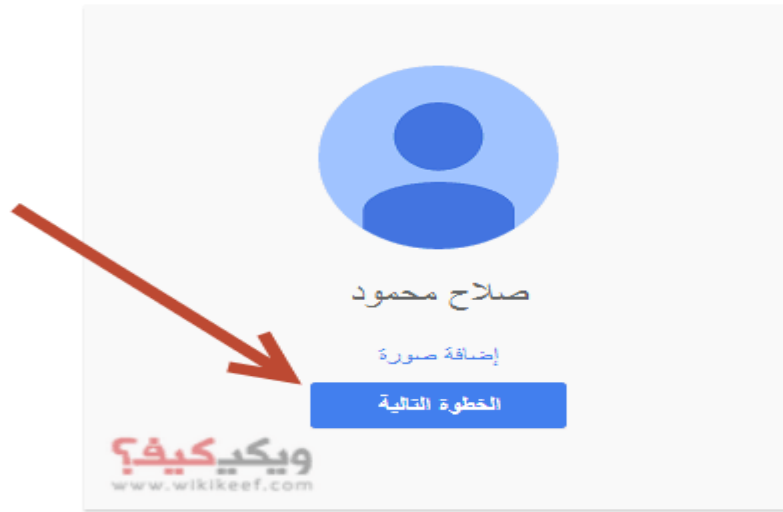 صلاح محمود
إضافة صورة
الخطوة التالية
ويكيكيف؟
www.wikikeef.com